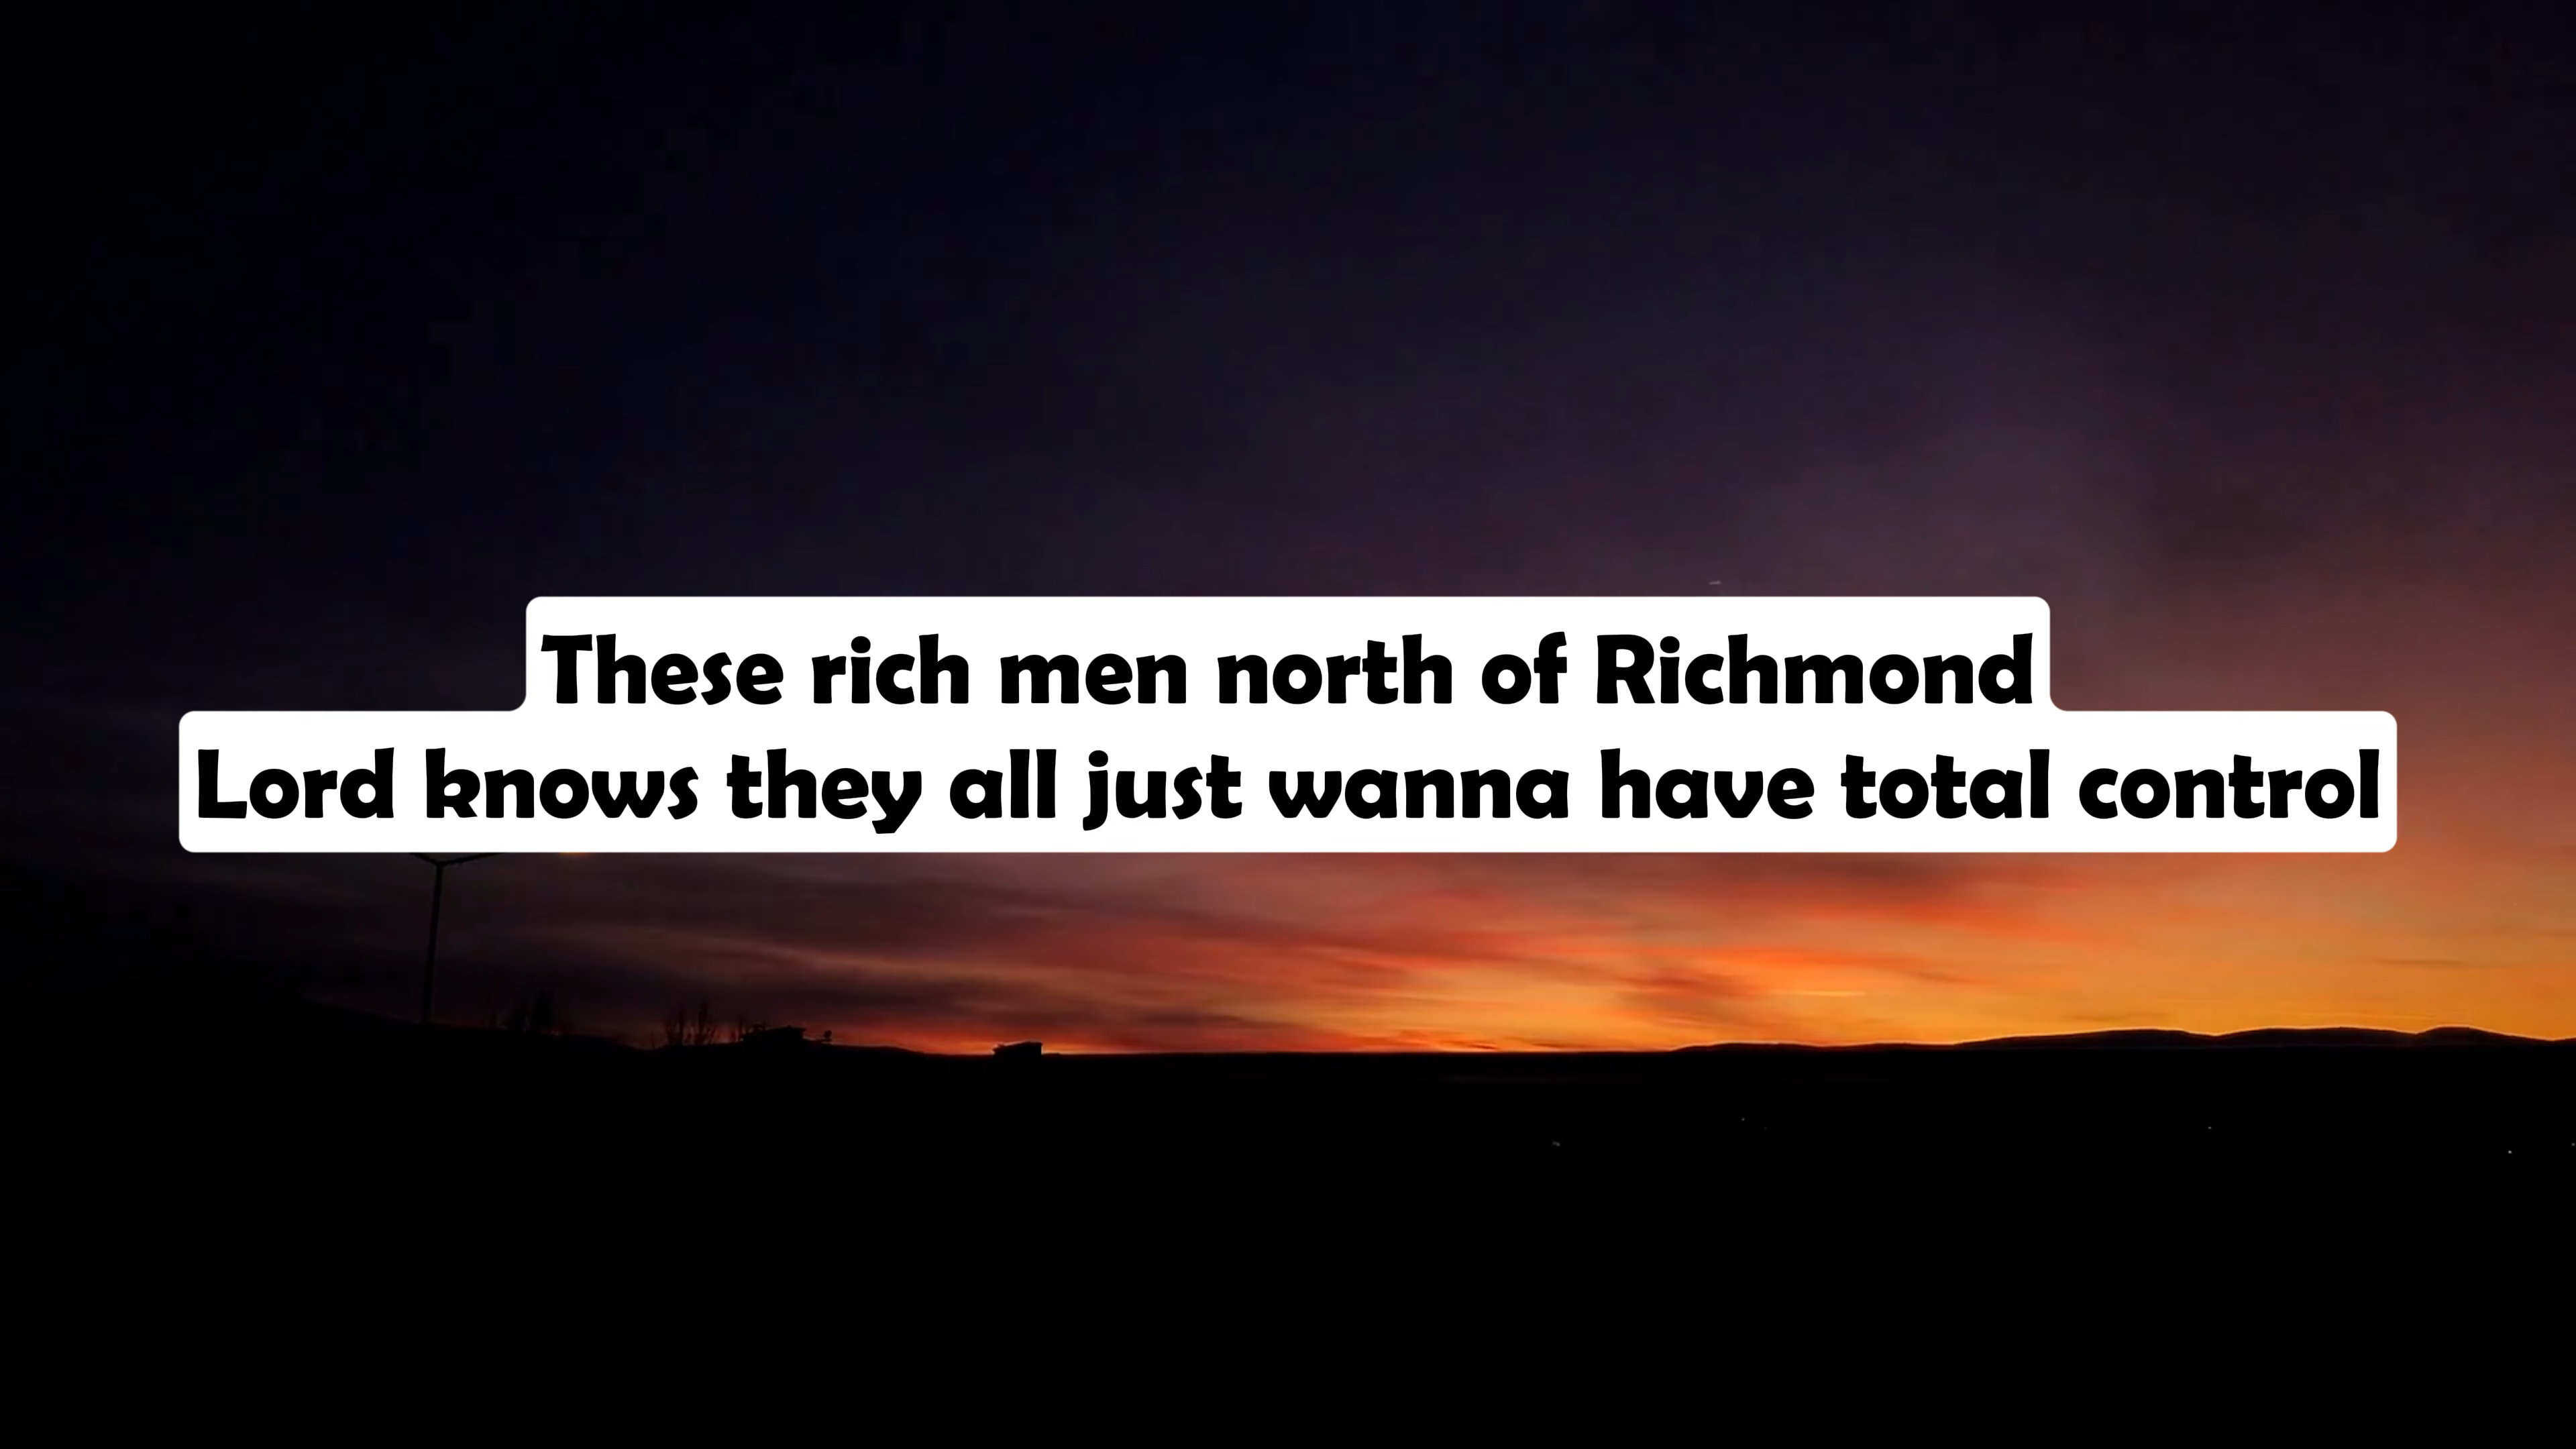 These rich men north of Richmond
Lord knows they all just wanna have total control